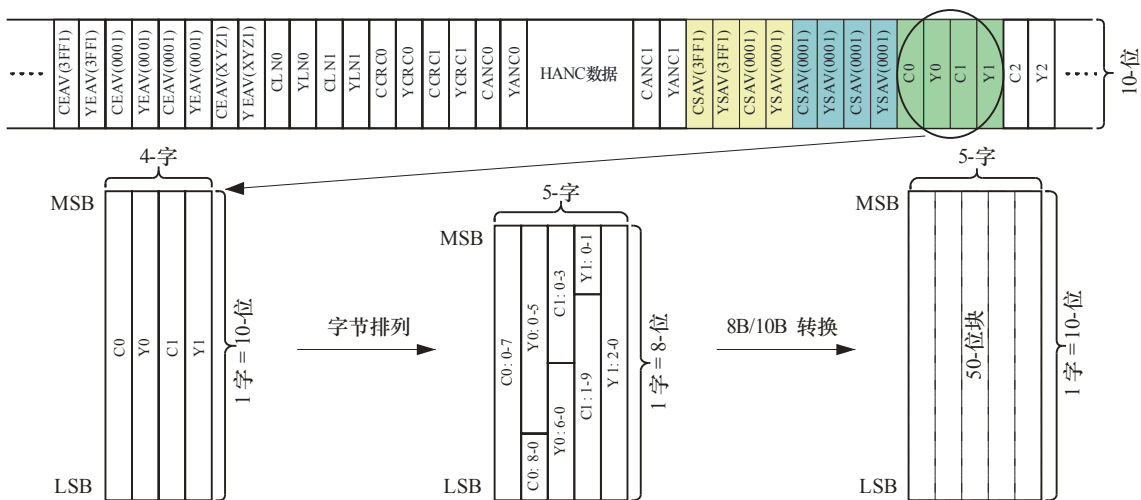 CEAV(3FF1)
YEAV(3FF1)
CEAV(0001)
YEAV(0001)
CEAV(0001)
YEAV(0001)
CEAV(XYZ1)
YEAV(XYZ1)
CLN0
YLN0
CLN1
YLN1
CCRC0
YCRC0
CCRC1
YCRC1
CANC0
YANC0
HANC数据
CANC1
YANC1
CSAV(3FF1)
YSAV(3FF1)
CSAV(0001)
YSAV(0001)
CSAV(0001)
YSAV(0001)
CSAV(0001)
YSAV(0001)
C0
Y0
C1
Y1
C2
Y2
10-位
4-字
MSB
LSB
C0
Y0
C1
Y1
1 字 = 10-位
字节排列
5-字
MSB
LSB
C0: 0-7
Y0: 0-5
C0: 8-0
C1: 0-3
Y0: 6-0
Y1: 0-1
C1: 1-9
Y1: 2-0
1 字 = 8-位
8B/10B 转换
5-字
MSB
LSB
50-位块
1 字 = 10-位